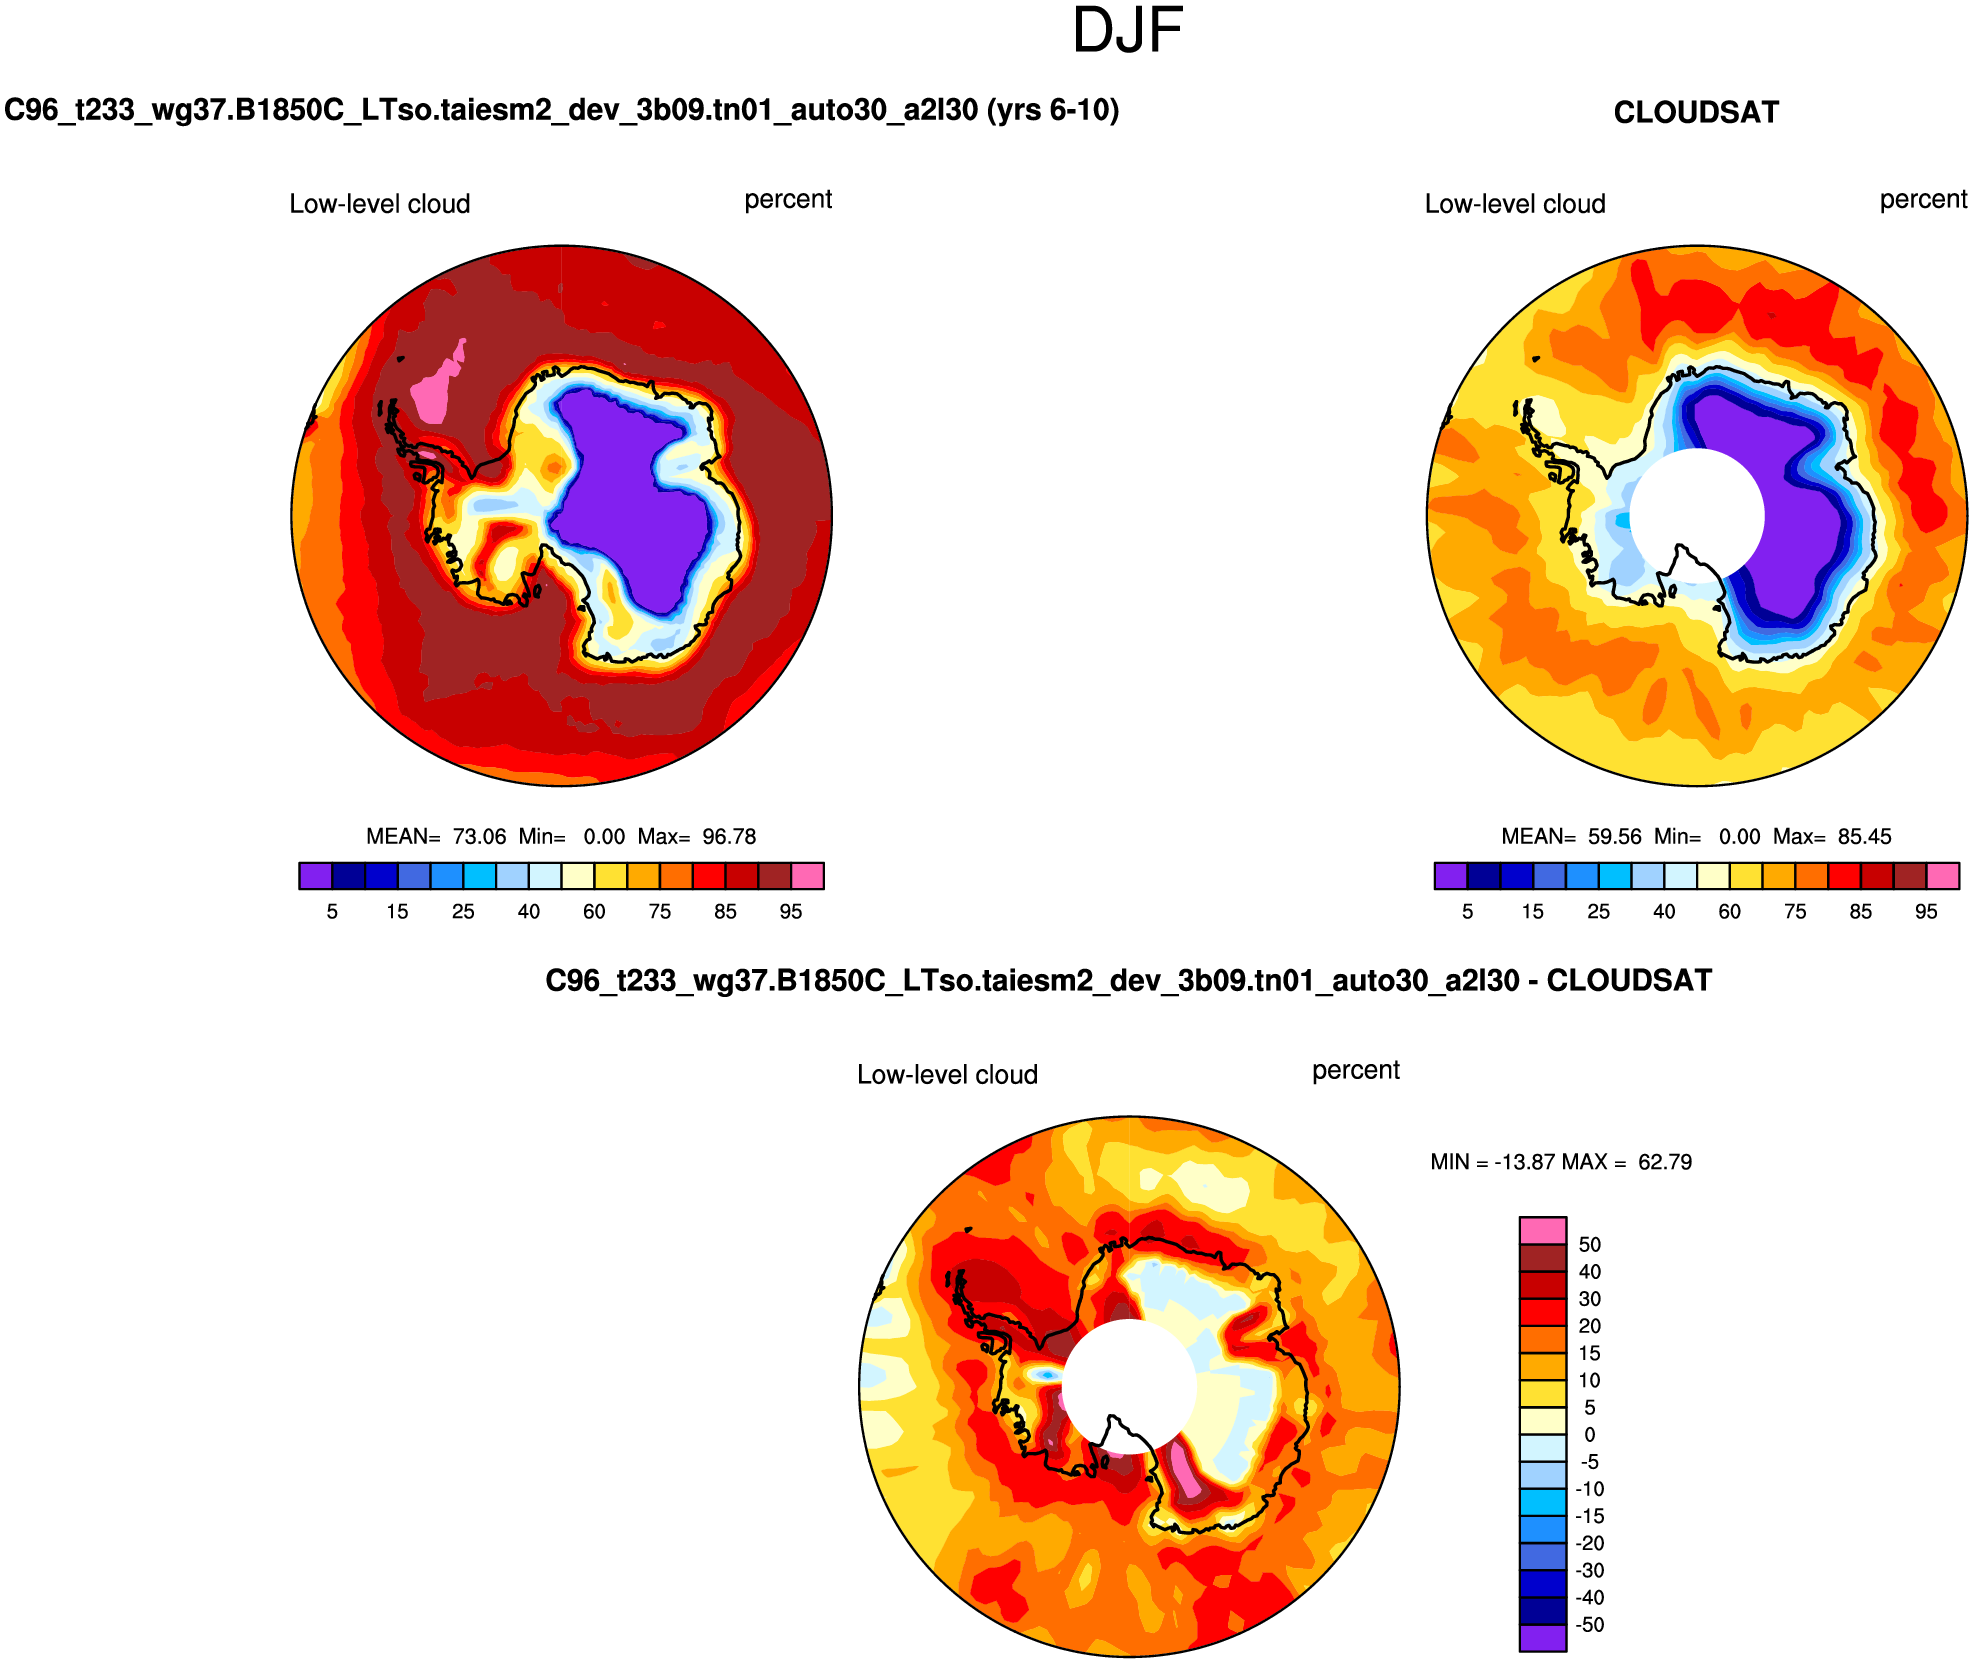 DJF
C96_t233_wg37.B1850C_LTso.taiesm2_dev_3b09.tn01_auto30_a2l30 (yrs 6-10)
CLOUDSAT
Low-level cloud percent
Low-level cloud percent
MEAN= 73.06 Min= 0.00 Max= 96.78
MEAN= 59.56 Min= 0.00 Max= 85.45
5 15 25 40 60 75 85 95
5 15 25 40 60 75 85 95
C96_t233_wg37.B1850C_LTso.taiesm2_dev_3b09.tn01_auto30_a2l30 - CLOUDSAT
Low-level cloud percent
MIN = -13.87 MAX = 62.79
50
40
30
20
15
10
5
0
-5
-10
-15
-20
-30
-40
-50